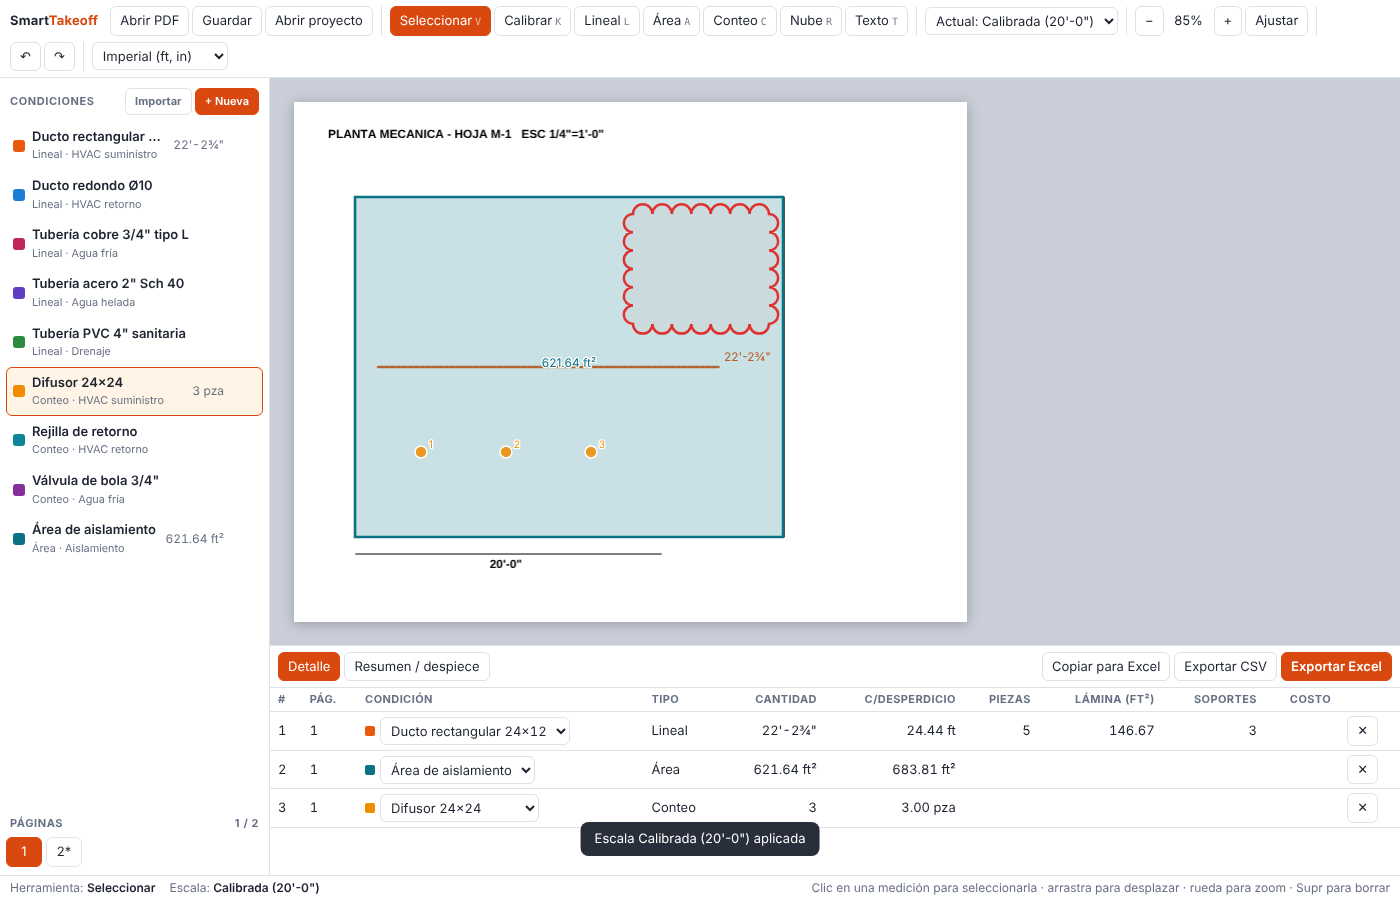 SmartTakeoff Abrir PDF Guardar Abrir proyecto Seleccionar V Calibrar K Lineal L Área A Conteo C Nube R Texto T Actual: Calibrada (20'-0") − 85% + Ajustar
↶ ↷ Imperial (ft, in)
CONDICIONES Importar + Nueva
Ducto rectangular ... 22'-2¾"
Lineal · HVAC suministro
Ducto redondo Ø10
Lineal · HVAC retorno
Tubería cobre 3/4" tipo L
Lineal · Agua fría
Tubería acero 2" Sch 40
Lineal · Agua helada
Tubería PVC 4" sanitaria
Lineal · Drenaje
Difusor 24×24 3 pza
Conteo · HVAC suministro
Rejilla de retorno
Conteo · HVAC retorno
Válvula de bola 3/4"
Conteo · Agua fría
Área de aislamiento 621.64 ft²
Área · Aislamiento
PÁGINAS 1 / 2
1 2*
PLANTA MECANICA - HOJA M-1 ESC 1/4"=1'-0"
22'-2¾"
621.64 ft²
1 2 3
20'-0"
Detalle Resumen / despiece Copiar para Excel Exportar CSV Exportar Excel
# PÁG. CONDICIÓN TIPO CANTIDAD C/DESPERDICIO PIEZAS LÁMINA (FT²) SOPORTES COSTO
1 1 Ducto rectangular 24×12 Lineal 22'-2¾" 24.44 ft 5 146.67 3 ✕
2 1 Área de aislamiento Área 621.64 ft² 683.81 ft² ✕
3 1 Difusor 24×24 Conteo 3 3.00 pza ✕
Escala Calibrada (20'-0") aplicada
Herramienta: Seleccionar Escala: Calibrada (20'-0") Clic en una medición para seleccionarla · arrastra para desplazar · rueda para zoom · Supr para borrar